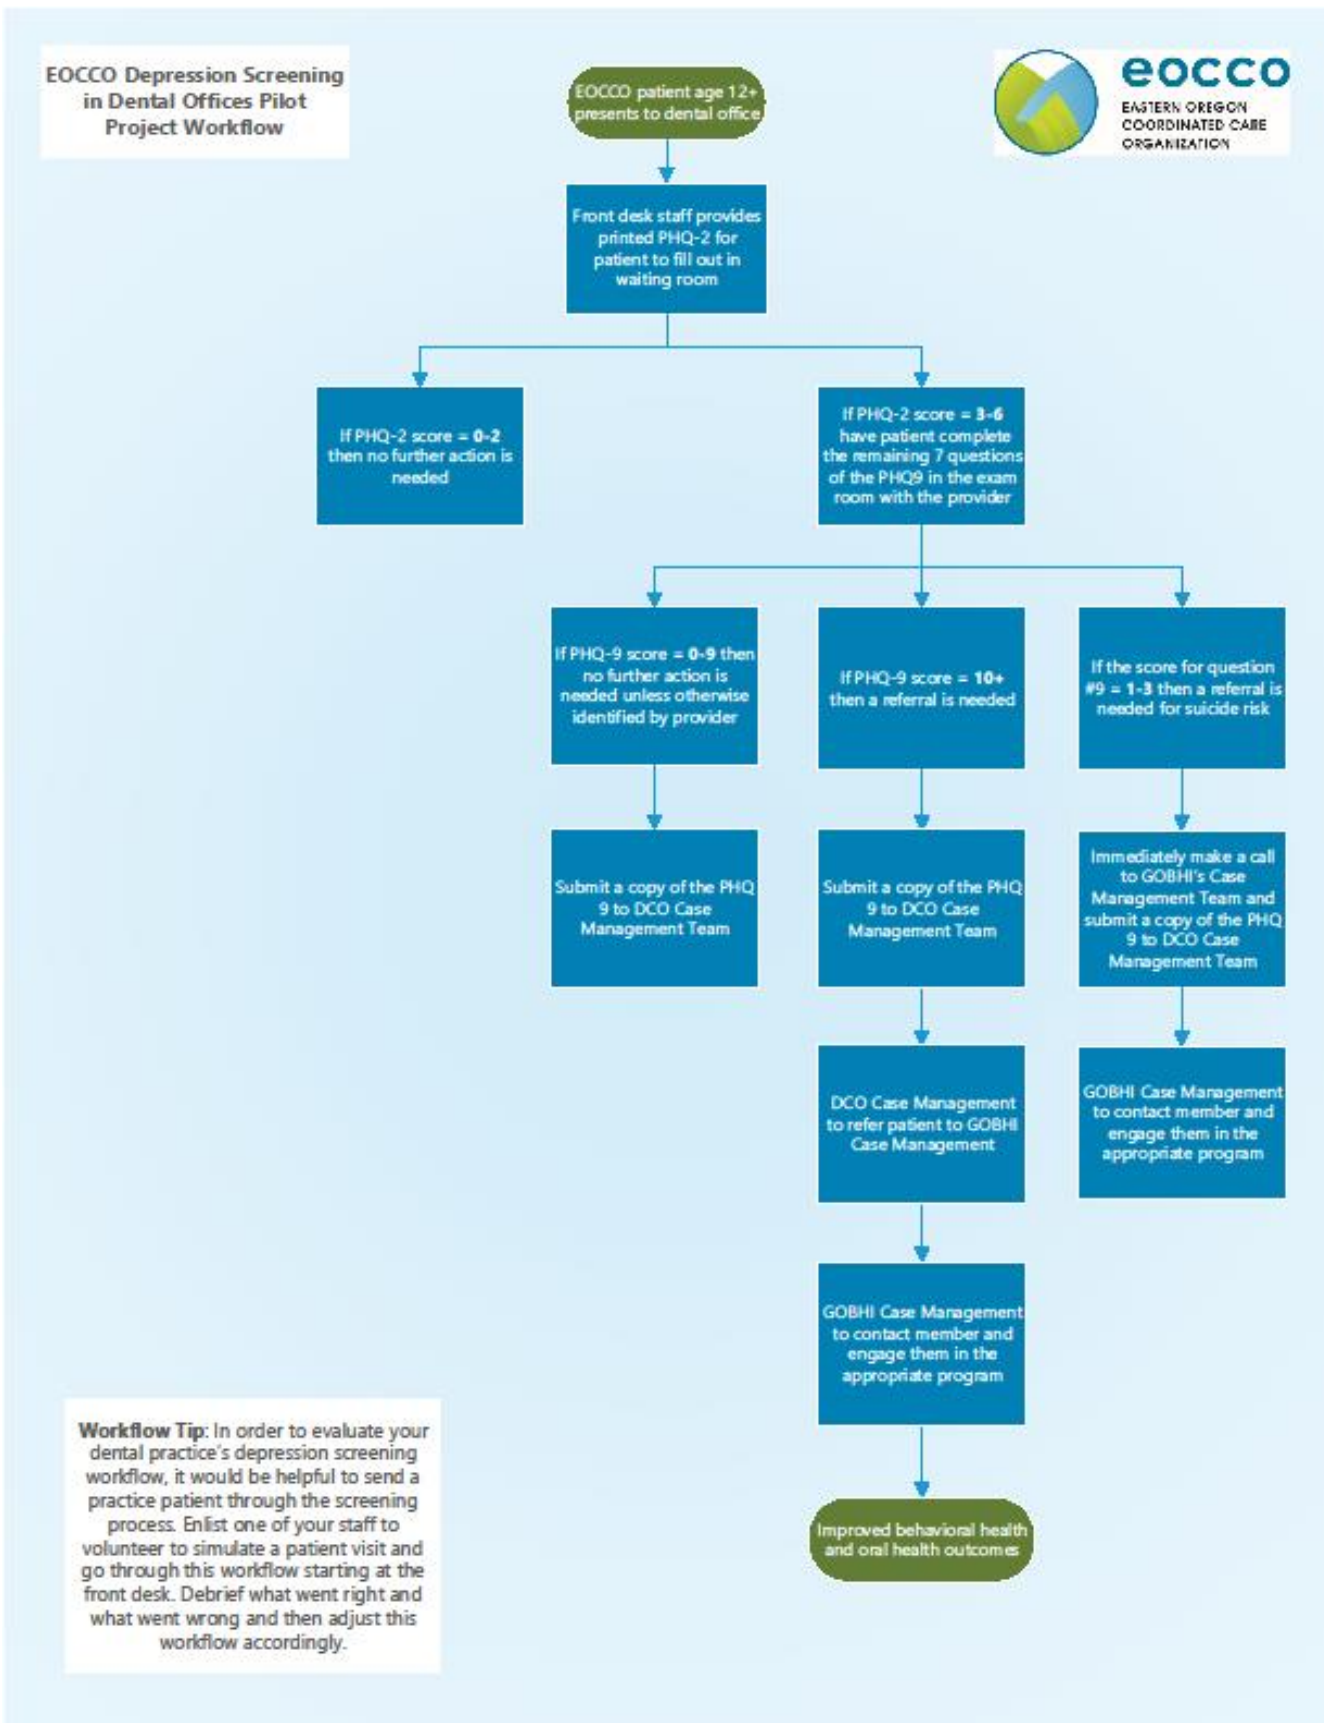 EOCCO Depression Screening
in Dental Offices Pilot
Project Workflow
EOCCO patient age 12+
presents to dental office
eocco
EASTERN OREGON
COORDINATED CARE
ORGANIZATION
Front desk staff provides
printed PHQ-2 for
patient to fill out in
waiting room
If PHQ-2 score = 0-2
then no further action is
needed
If PHQ-2 score = 3-6
have patient complete
the remaining 7 questions
of the PHQ9 in the exam
room with the provider
If PHQ-9 score = 0-9 then
no further action is
needed unless otherwise
identified by provider
If PHQ-9 score = 10+
then a referral is needed
If the score for question
#9 = 1-3 then a referral is
needed for suicide risk
Submit a copy of the PHQ
9 to DCO Case
Management Team
Submit a copy of the PHQ
9 to DCO Case
Management Team
Immediately make a call
to GOBHI's Case
Management Team and
submit a copy of the PHQ
9 to DCO Case
Management Team
DCO Case Management
to refer patient to GOBHI
Case Management
GOBHI Case Management
to contact member and
engage them in the
appropriate program
GOBHI Case Management
to contact member and
engage them in the
appropriate program
Improved behavioral health
and oral health outcomes
Workflow Tip: In order to evaluate your
dental practice's depression screening
workflow, it would be helpful to send a
practice patient through the screening
process. Enlist one of your staff to
volunteer to simulate a patient visit and
go through this workflow starting at the
front desk. Debrief what went right and
what went wrong and then adjust this
workflow accordingly.